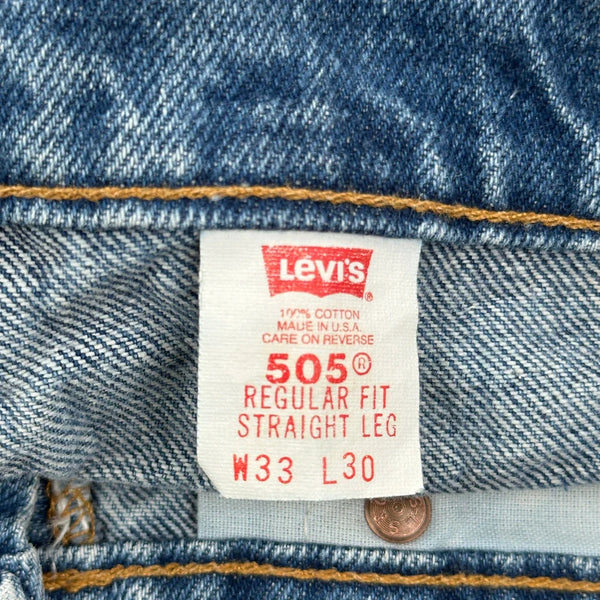 LEVI'S ®
100% COTTON
MADE IN U.S.A.
CARE ON REVERSE
505®
REGULAR FIT
STRAIGHT LEG
W33 L30